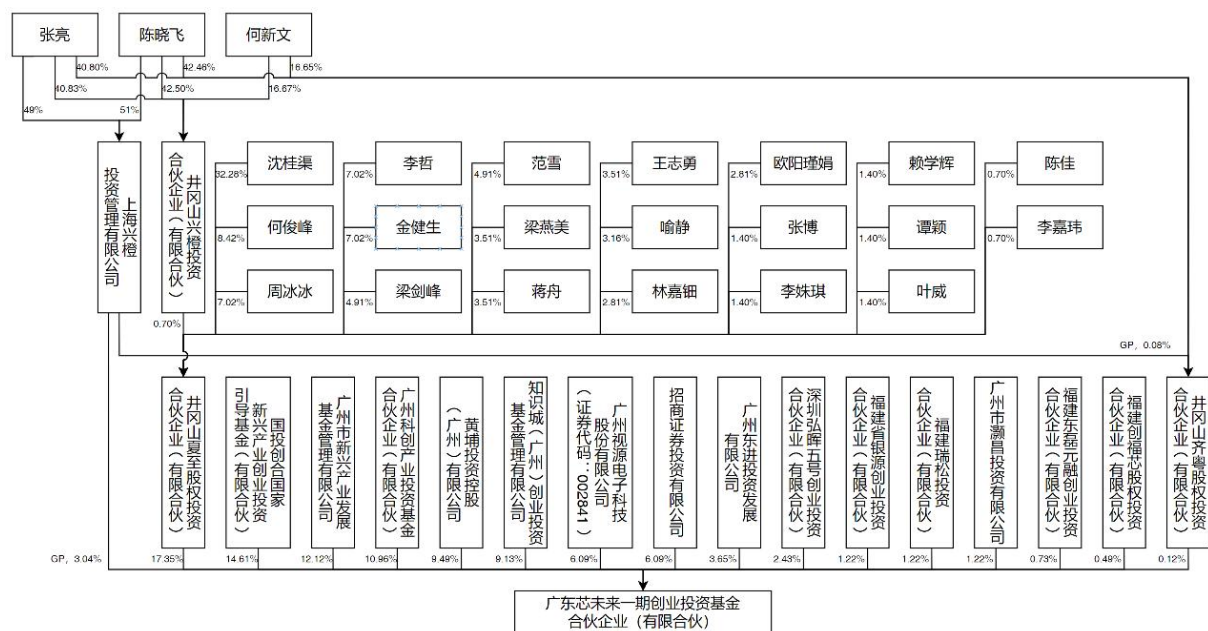 张亮
陈晓飞
何新文
40.80%
42.46%
16.65%
40.83%
42.50%
16.67%
49%
51%
上海兴橙
投资管理有限公司
井冈山兴橙投资
合伙企业（有限合伙）
沈桂渠
李哲
范雪
王志勇
欧阳瑾娟
赖学辉
陈佳
32.28%
7.02%
4.91%
3.51%
2.81%
1.40%
0.70%
何俊峰
金健生
梁燕美
喻静
张博
谭颖
李嘉玮
8.42%
7.02%
3.51%
3.16%
1.40%
1.40%
0.70%
周冰冰
梁剑峰
蒋舟
林嘉钿
李姝琪
叶威
7.02%
4.91%
3.51%
2.81%
1.40%
1.40%
0.70%
GP，0.08%
井冈山夏至股权投资
合伙企业（有限合伙）
国投创合国家
新兴产业创业投资
引导基金（有限合伙）
广州市新兴产业发展
基金管理有限公司
广州科创产业投资基金
合伙企业（有限合伙）
黄埔投资控股
（广州）有限公司
知识城（广州）创业投资
基金管理有限公司
广州视源电子科技
股份有限公司
（证券代码：002841）
招商证券投资有限公司
广州东进投资发展
有限公司
深圳弘晖五号创业投资
合伙企业（有限合伙）
福建省银源创业投资
合伙企业（有限合伙）
福建瑞松投资
合伙企业（有限合伙）
广州市灏昌投资有限公司
福建东磊元融创业投资
合伙企业（有限合伙）
福建创福芯股权投资
合伙企业（有限合伙）
井冈山齐粤股权投资
合伙企业（有限合伙）
GP，3.04%
17.35%
14.61%
12.12%
10.96%
9.49%
9.13%
6.09%
6.09%
3.65%
2.43%
1.22%
1.22%
1.22%
0.73%
0.49%
0.12%
广东芯未来一期创业投资基金
合伙企业（有限合伙）